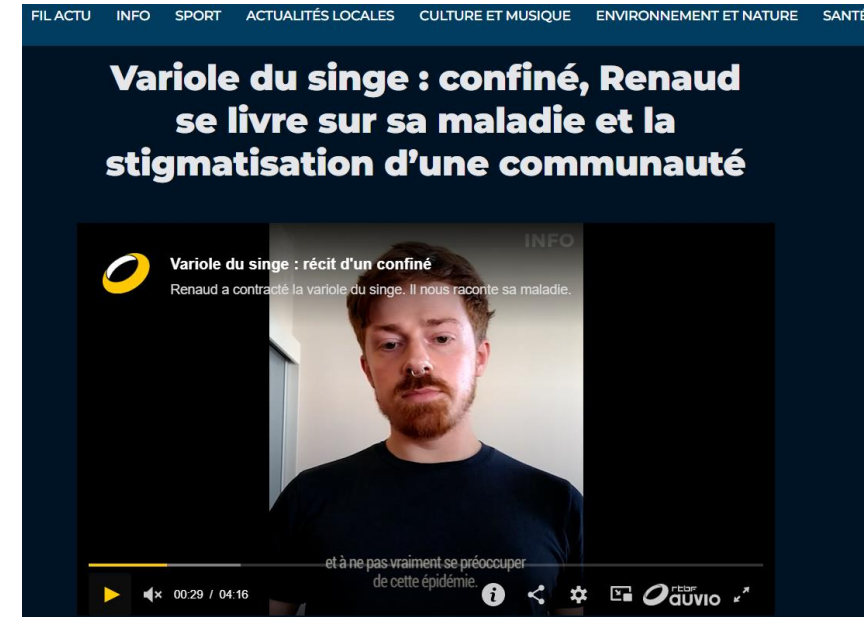 FIL ACTU INFO SPORT ACTUALITÉS LOCALES CULTURE ET MUSIQUE ENVIRONNEMENT ET NATURE SANTÉ
Variole du singe : confiné, Renaud
se livre sur sa maladie et la
stigmatisation d’une communauté
INFO
Variole du singe : récit d'un confiné
Renaud a contracté la variole du singe. Il nous raconte sa maladie.
et à ne pas vraiment se préoccuper
de cette épidémie.
00:29 / 04:16 i rtbf auvio